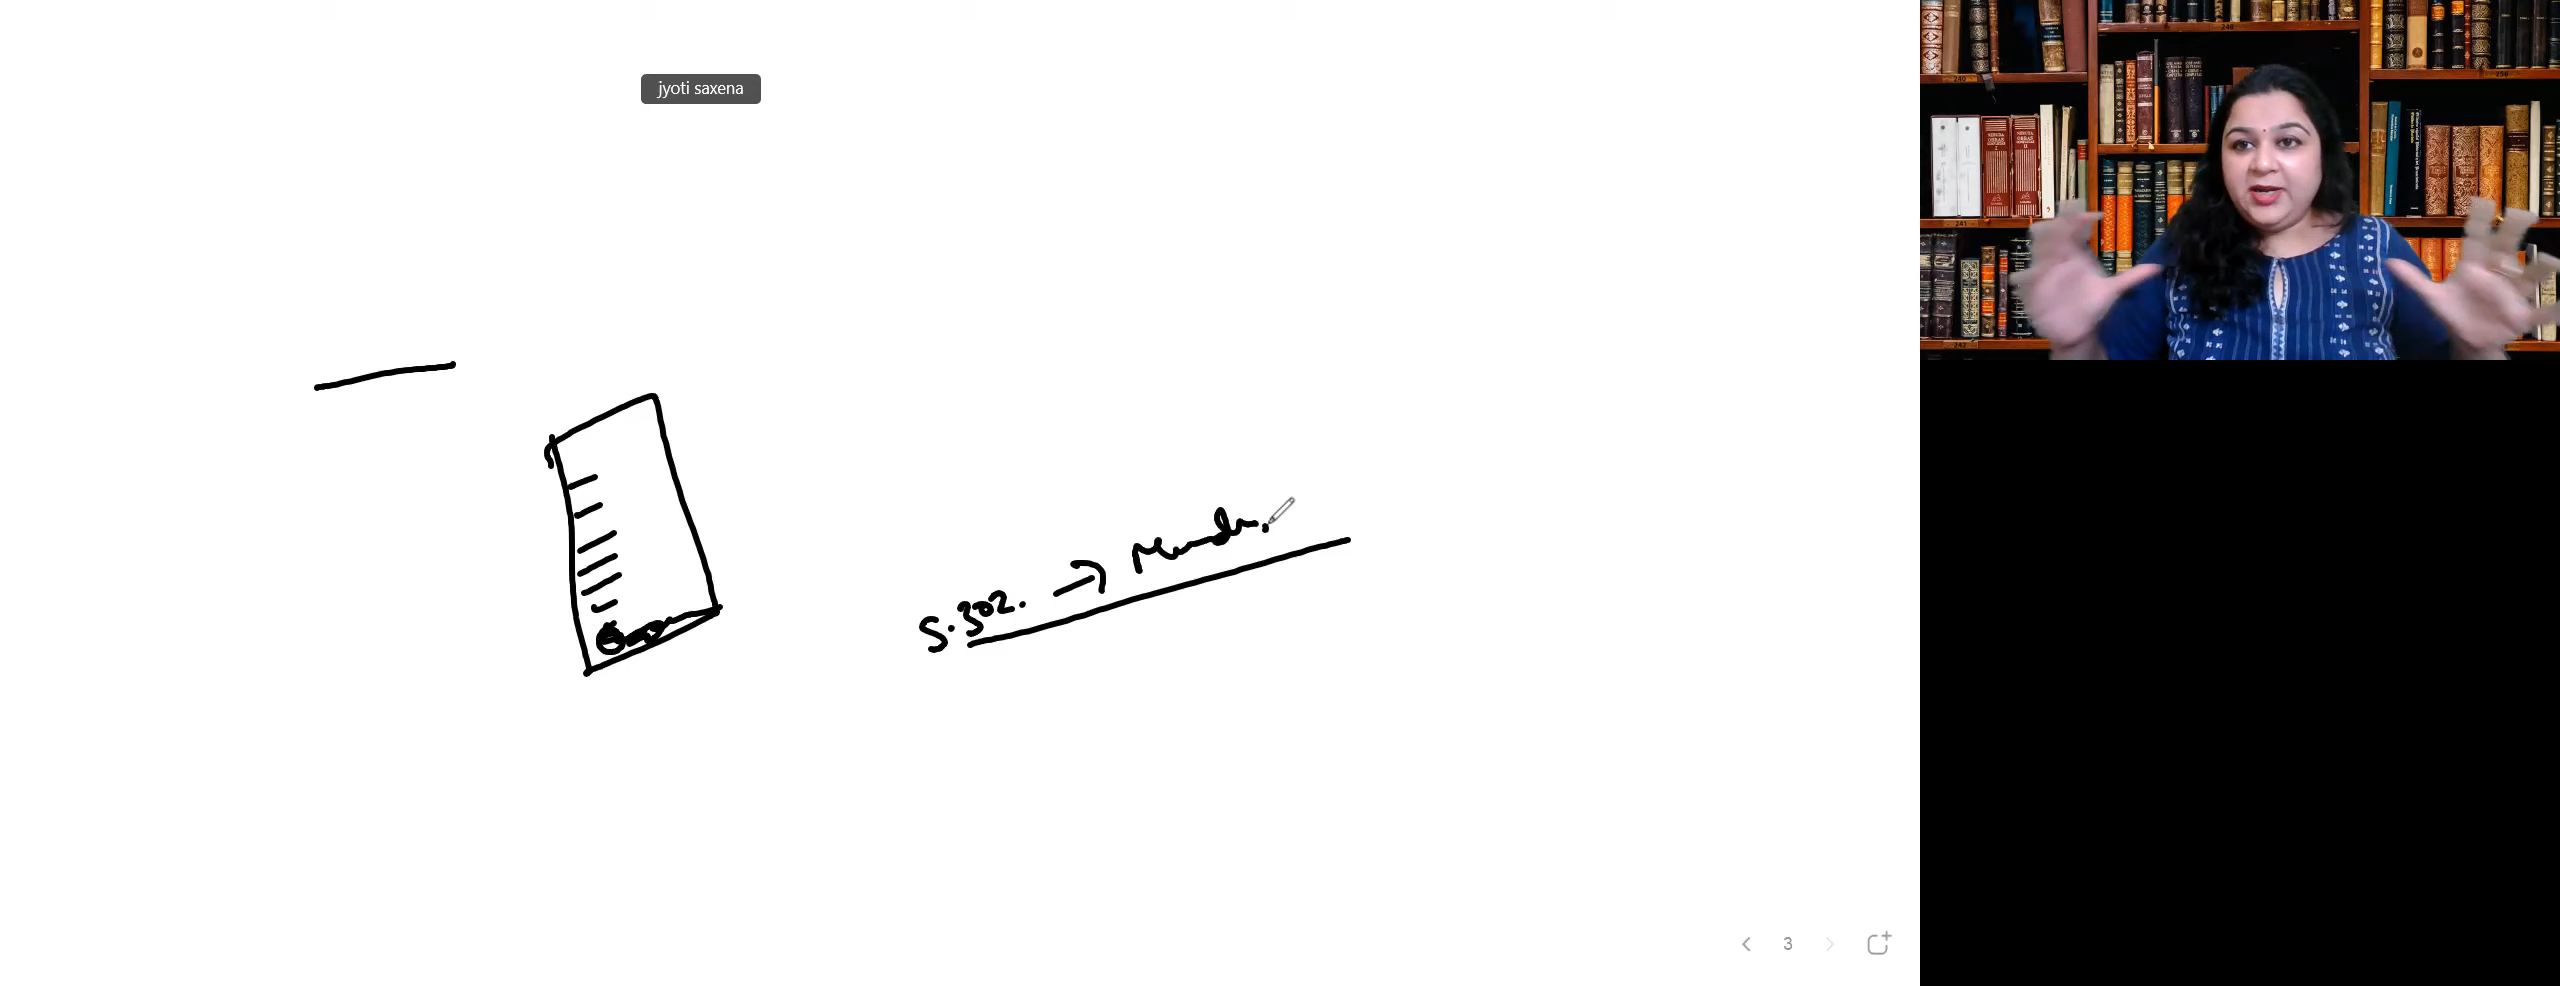 jyoti saxena
S. 302. → Murder.
3